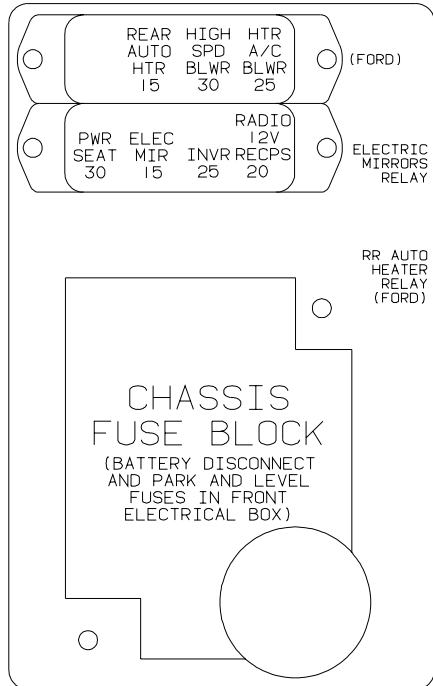 REAR HIGH HTR
AUTO SPD A/C
HTR BLWR BLWR
15 30 25
(FORD)
RADIO
PWR ELEC 12V
SEAT MIR INVR RECPS
30 15 25 20
ELECTRIC
MIRRORS
RELAY
RR AUTO
HEATER
RELAY
(FORD)
CHASSIS
FUSE BLOCK
(BATTERY DISCONNECT
AND PARK AND LEVEL
FUSES IN FRONT
ELECTRICAL BOX)